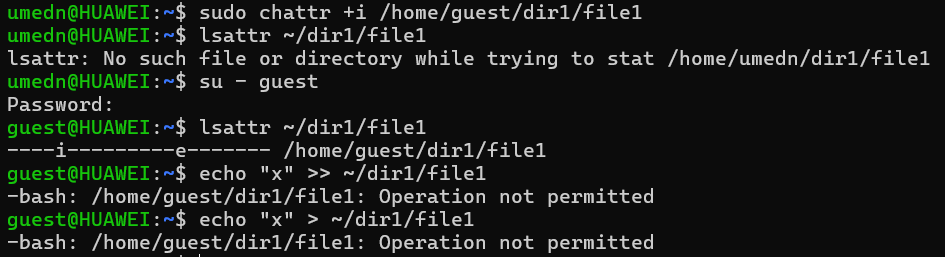 umedn@HUAWEI:~$ sudo chattr +i /home/guest/dir1/file1
umedn@HUAWEI:~$ lsattr ~/dir1/file1
lsattr: No such file or directory while trying to stat /home/umedn/dir1/file1
umedn@HUAWEI:~$ su - guest
Password:
guest@HUAWEI:~$ lsattr ~/dir1/file1
----i---------e------- /home/guest/dir1/file1
guest@HUAWEI:~$ echo "x" >> ~/dir1/file1
-bash: /home/guest/dir1/file1: Operation not permitted
guest@HUAWEI:~$ echo "x" > ~/dir1/file1
-bash: /home/guest/dir1/file1: Operation not permitted